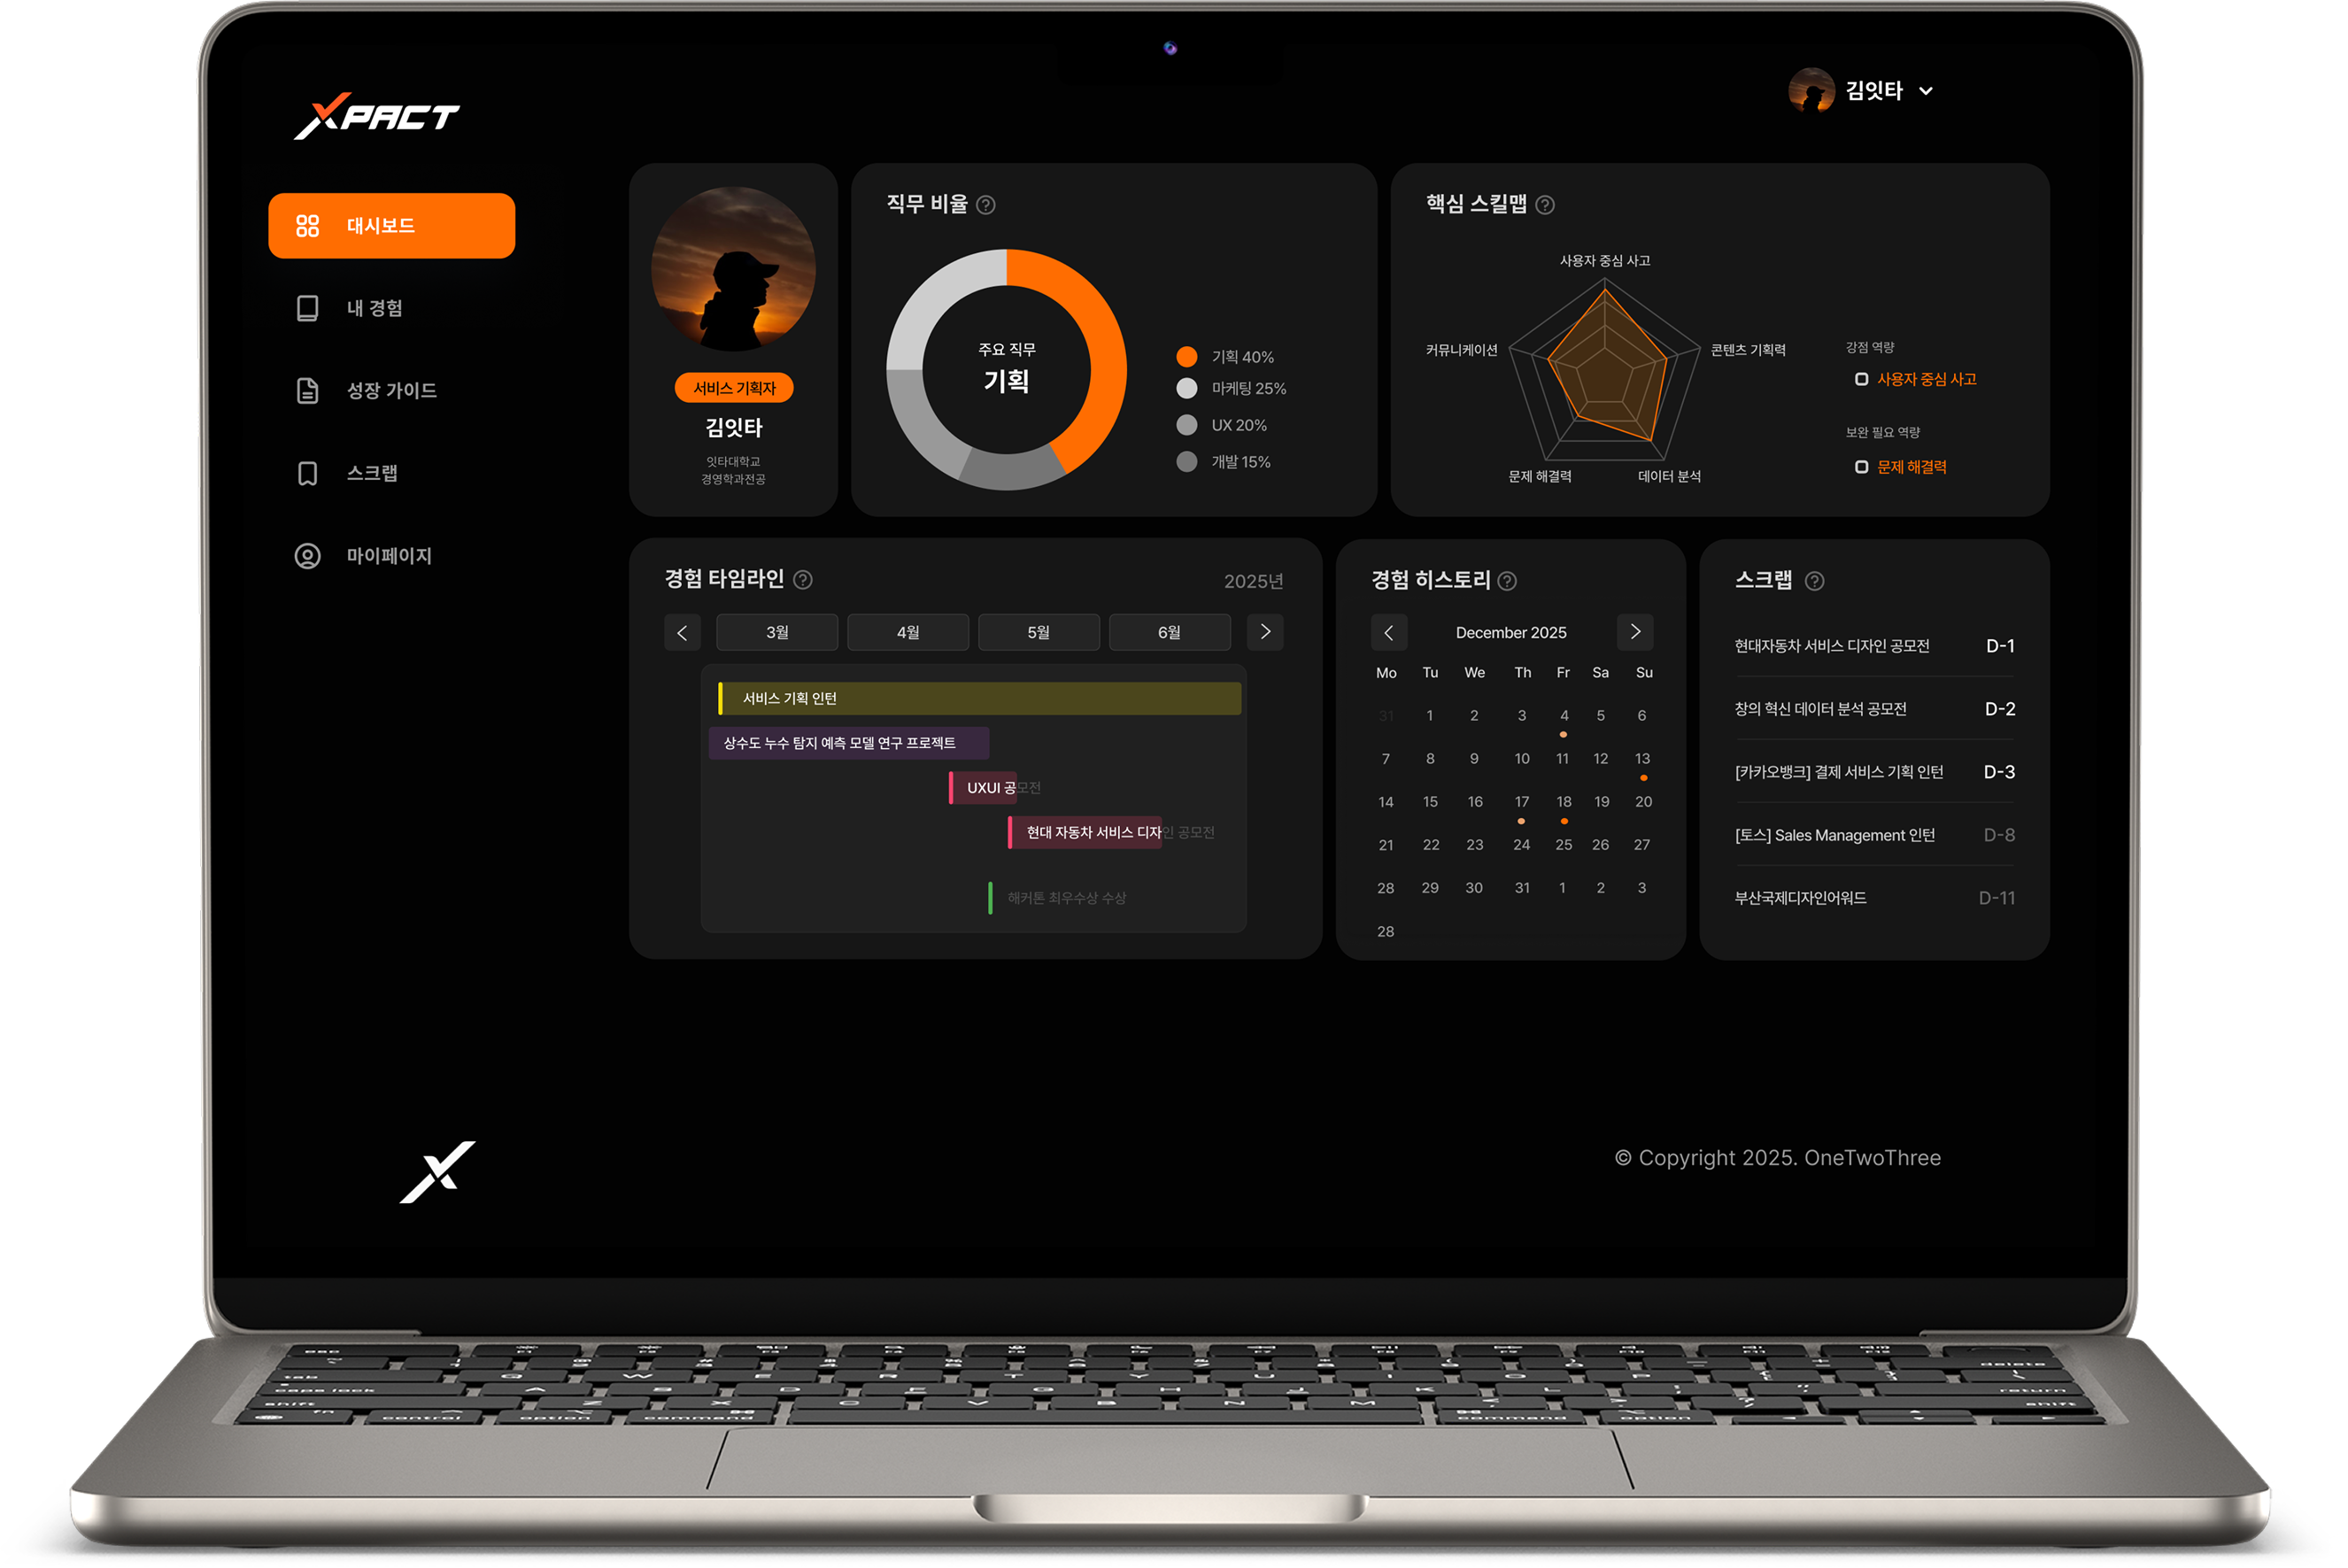 XPACT
김잇타
대시보드
내 경험
성장 가이드
스크랩
마이페이지
서비스 기획자
김잇타
잇타대학교
경영학과전공
직무 비율 ?
주요 직무
기획
기획 40%
마케팅 25%
UX 20%
개발 15%
핵심 스킬맵 ?
사용자 중심 사고
커뮤니케이션
콘텐츠 기획력
문제 해결력
데이터 분석
강점 역량
사용자 중심 사고
보완 필요 역량
문제 해결력
경험 타임라인 ?
2025년
3월 4월 5월 6월
서비스 기획 인턴
상수도 누수 탐지 예측 모델 연구 프로젝트
UXUI 공모전
현대 자동차 서비스 디자인 공모전
해커톤 최우수상 수상
경험 히스토리 ?
December 2025
Mo Tu We Th Fr Sa Su
31 1 2 3 4 5 6
7 8 9 10 11 12 13
14 15 16 17 18 19 20
21 22 23 24 25 26 27
28 29 30 31 1 2 3
28
스크랩 ?
현대자동차 서비스 디자인 공모전 D-1
창의 혁신 데이터 분석 공모전 D-2
[카카오뱅크] 결제 서비스 기획 인턴 D-3
[토스] Sales Management 인턴 D-8
부산국제디자인어워드 D-11
© Copyright 2025. OneTwoThree
esc
tab Q W E R T Y U I O P
delete
caps lock A S D F G H J K L
return
shift Z X C V B N M
shift
fn control option command
command option